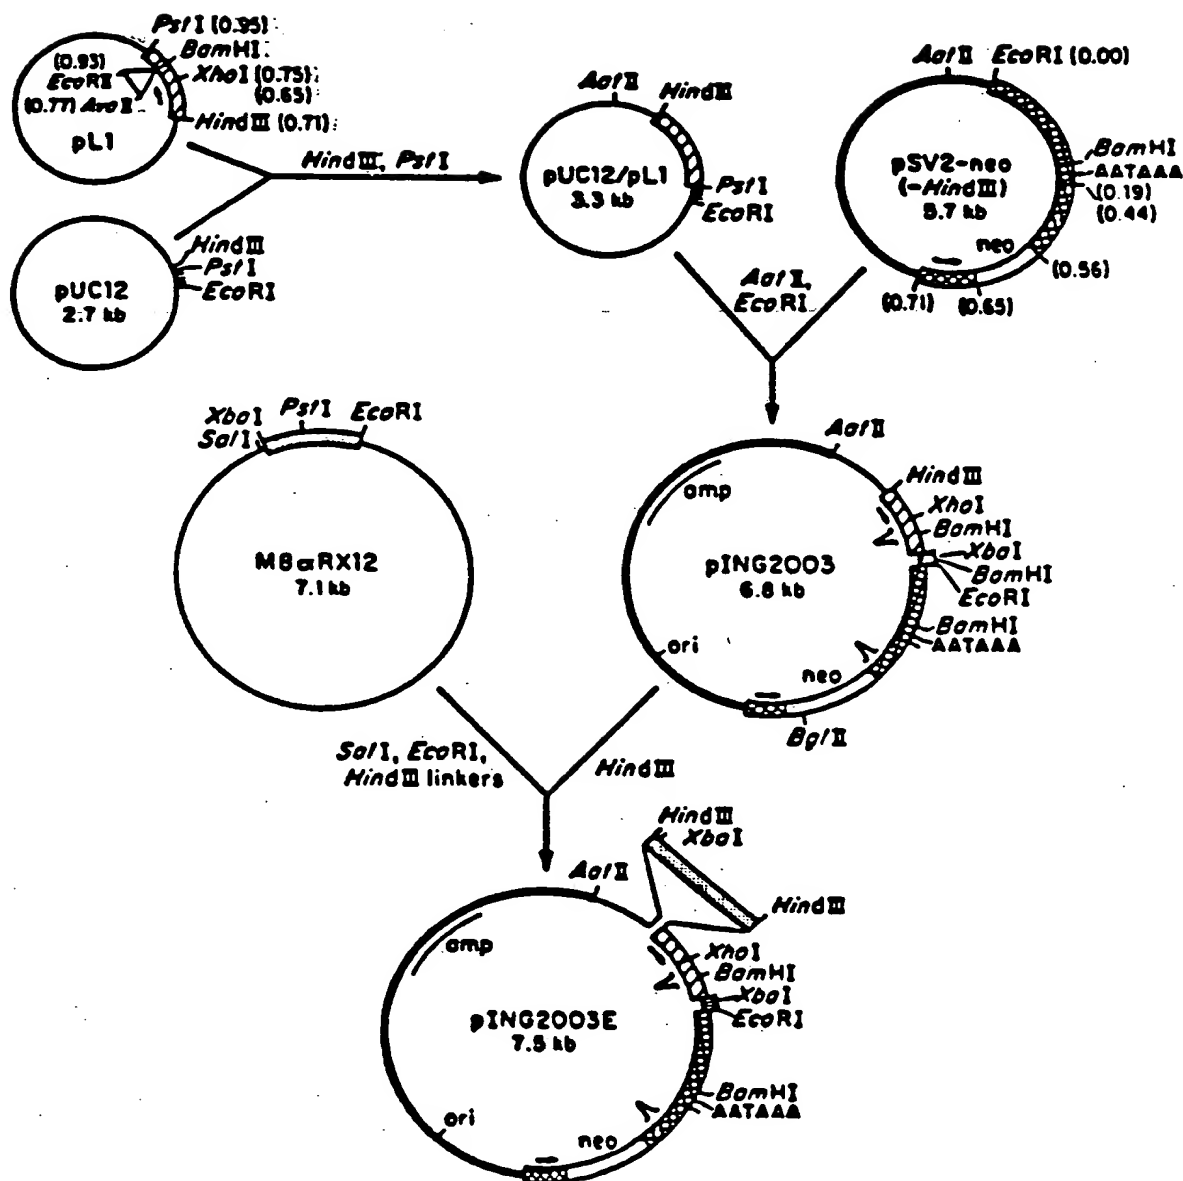 PstI (0.95)
BamHI
(0.93)
EcoRII
XhoI (0.75)
(0.65)
(0.77) AvaII
HindIII (0.71)
pL1
HindIII, PstI
HindIII
PstI
EcoRI
pUC12
2.7 kb
AatII
HindIII
pUC12/pL1
3.3 kb
PstI
EcoRI
AatII
EcoRI (0.00)
pSV2-neo
(-HindIII)
5.7 kb
BamHI
AATAAA
(0.19)
(0.44)
neo
(0.56)
(0.71)
(0.65)
AatII,
EcoRI
XbaI
SalI
PstI
EcoRI
M8αRX12
7.1 kb
AatII
HindIII
amp
XhoI
BamHI
XbaI
BamHI
EcoRI
pING2003
6.8 kb
BamHI
AATAAA
ori
neo
BglII
SalI, EcoRI,
HindIII linkers
HindIII
HindIII
XbaI
AatII
HindIII
amp
XhoI
BamHI
XbaI
EcoRI
pING2003E
7.5 kb
BamHI
AATAAA
ori
neo